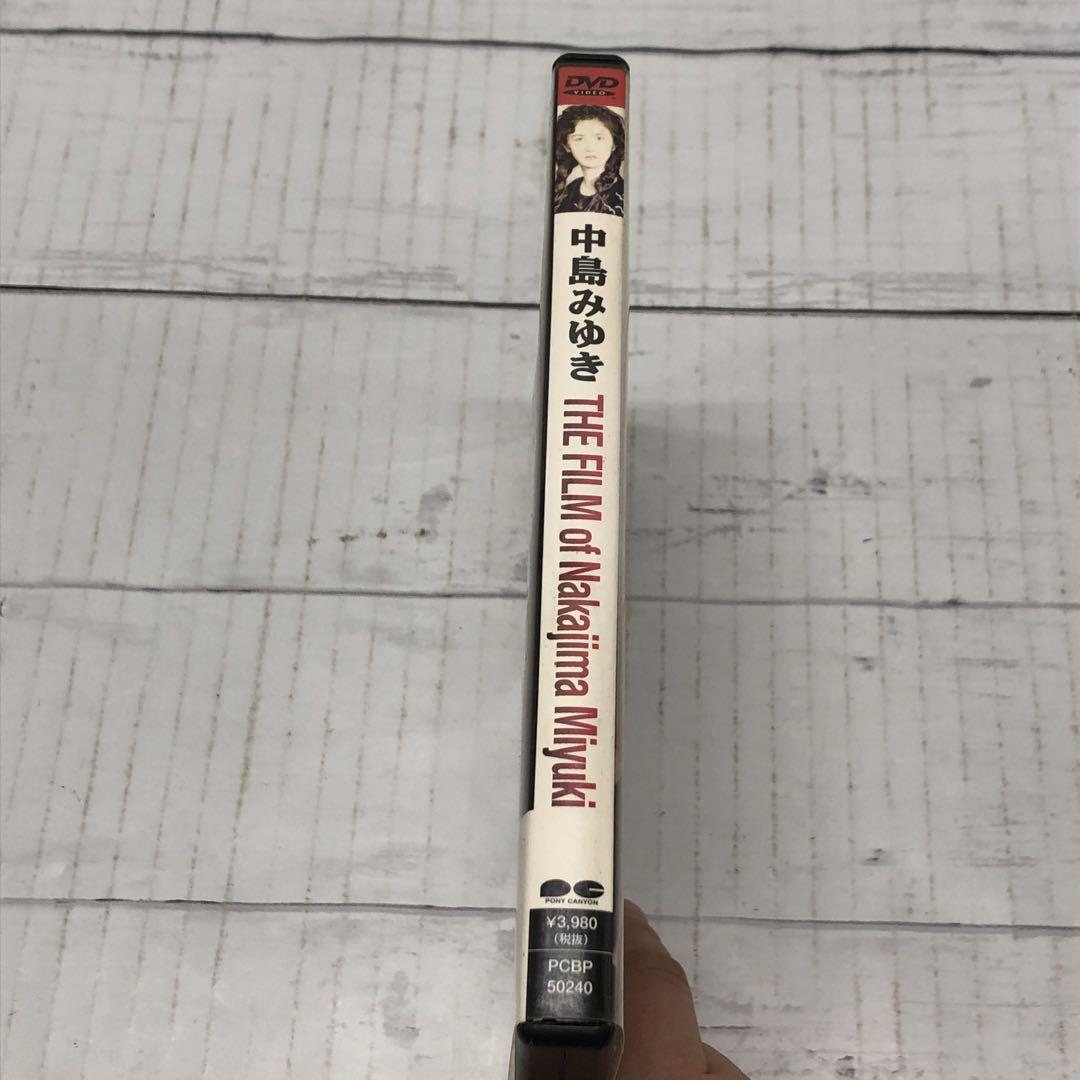 DVD
VIDEO
中島みゆき
THE FILM of Nakajima Miyuki
PONY CANYON
¥3,980
(税抜)
PCBP
50240